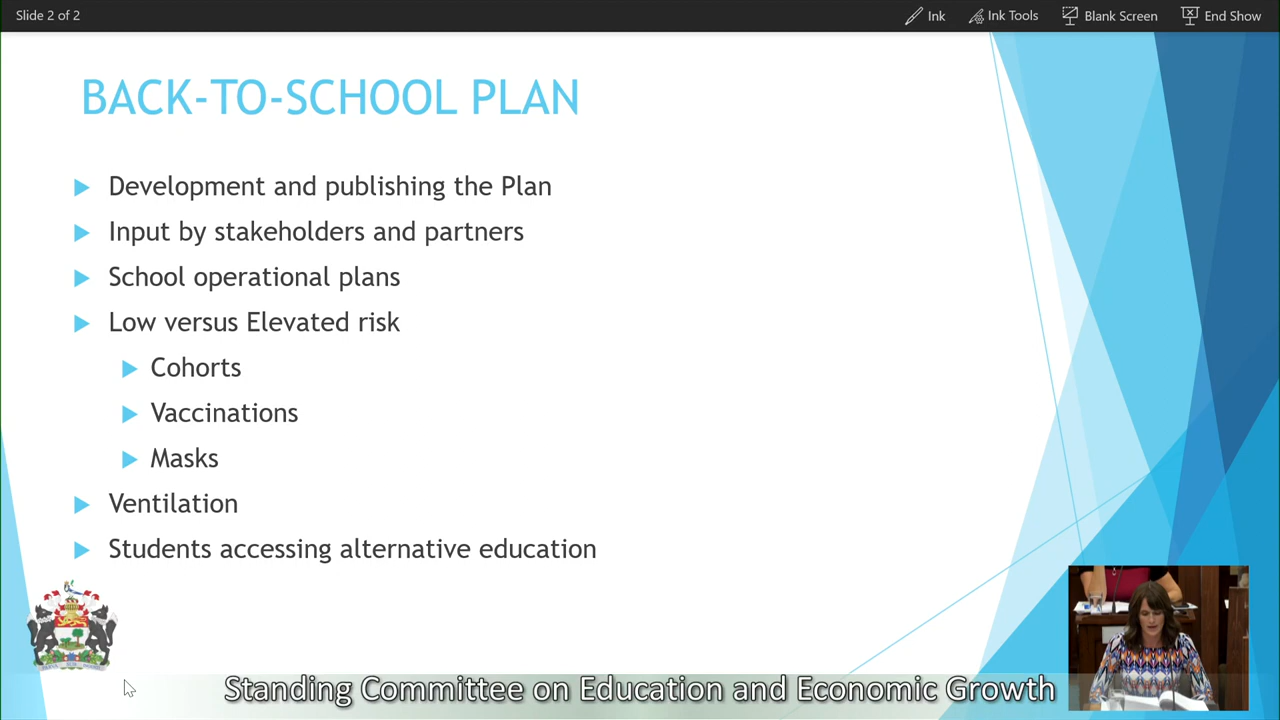 Slide 2 of 2
Ink
Ink Tools
Blank Screen
End Show
BACK-TO-SCHOOL PLAN
Development and publishing the Plan
Input by stakeholders and partners
School operational plans
Low versus Elevated risk
Cohorts
Vaccinations
Masks
Ventilation
Students accessing alternative education
Standing Committee on Education and Economic Growth